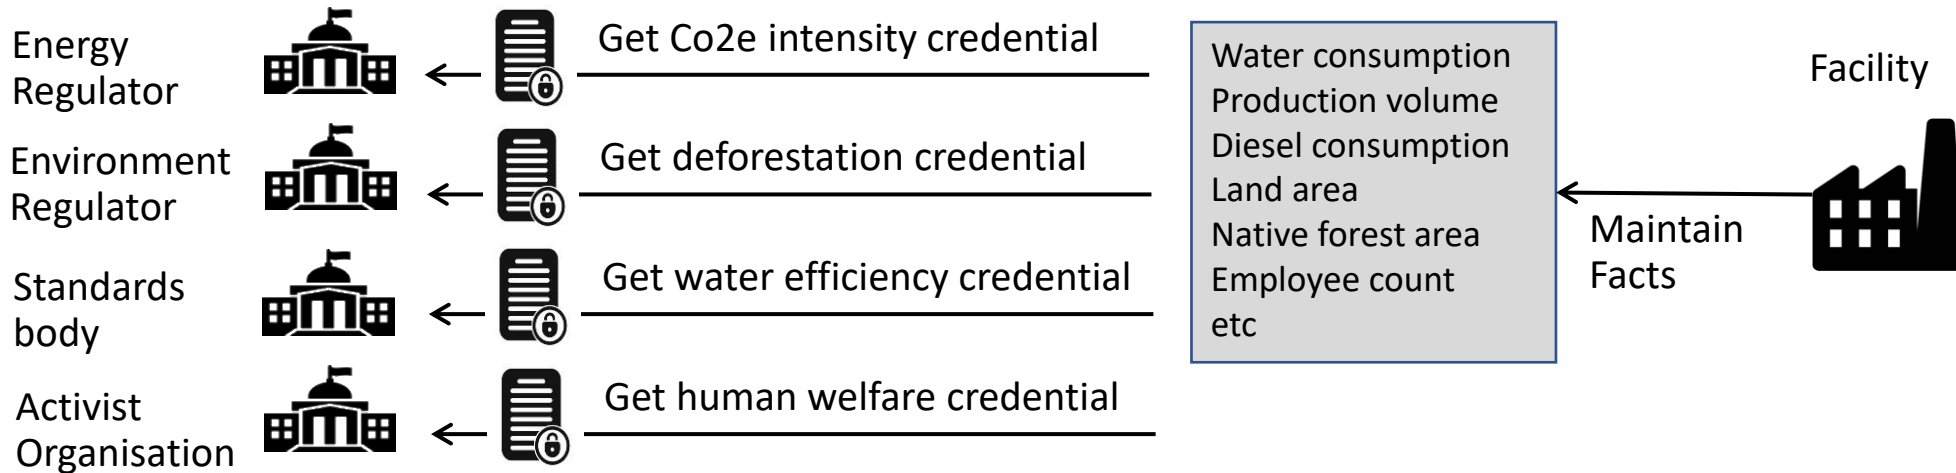 Energy
Regulator
Get Co2e intensity credential
Environment
Regulator
Get deforestation credential
Standards
body
Get water efficiency credential
Activist
Organisation
Get human welfare credential
Water consumption
Production volume
Diesel consumption
Land area
Native forest area
Employee count
etc
Maintain
Facts
Facility